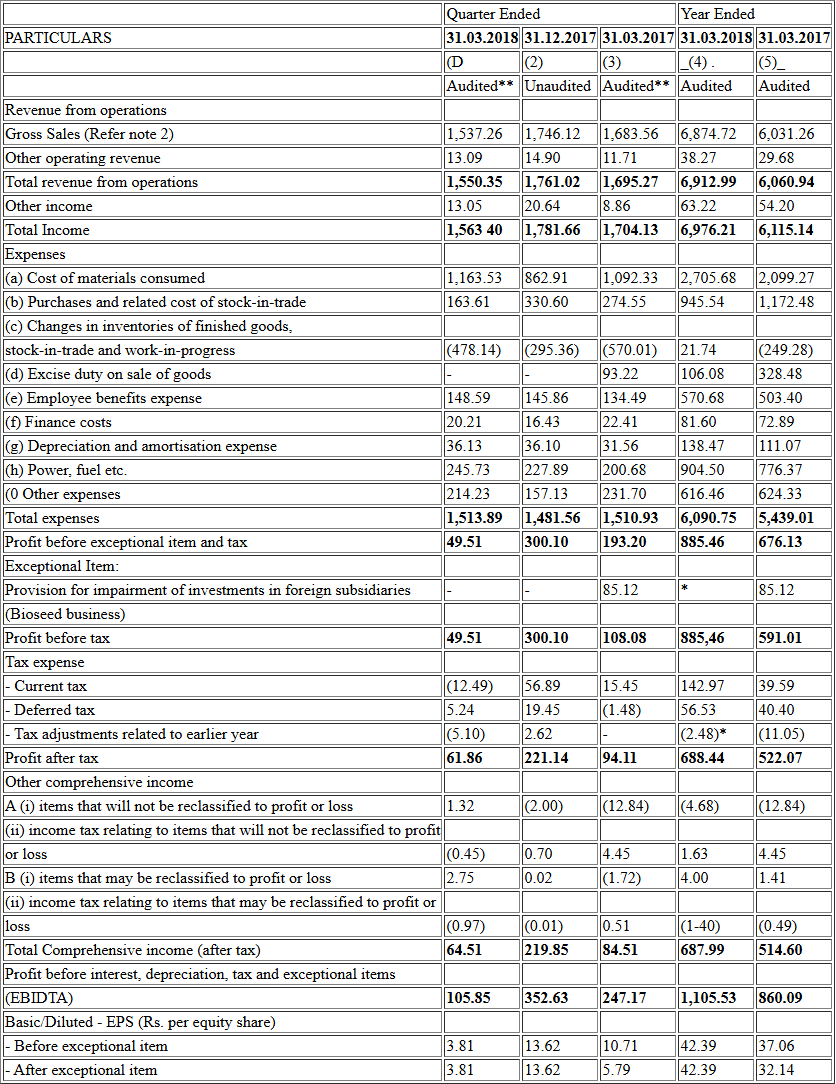 Quarter Ended Year Ended
PARTICULARS 31.03.2018 31.12.2017 31.03.2017 31.03.2018 31.03.2017
(D (2) (3) _(4) . (5)_
Audited** Unaudited Audited** Audited Audited
Revenue from operations
Gross Sales (Refer note 2) 1,537.26 1,746.12 1,683.56 6,874.72 6,031.26
Other operating revenue 13.09 14.90 11.71 38.27 29.68
Total revenue from operations 1,550.35 1,761.02 1,695.27 6,912.99 6,060.94
Other income 13.05 20.64 8.86 63.22 54.20
Total Income 1,563 40 1,781.66 1,704.13 6,976.21 6,115.14
Expenses
(a) Cost of materials consumed 1,163.53 862.91 1,092.33 2,705.68 2,099.27
(b) Purchases and related cost of stock-in-trade 163.61 330.60 274.55 945.54 1,172.48
(c) Changes in inventories of finished goods,
stock-in-trade and work-in-progress (478.14) (295.36) (570.01) 21.74 (249.28)
(d) Excise duty on sale of goods - - 93.22 106.08 328.48
(e) Employee benefits expense 148.59 145.86 134.49 570.68 503.40
(f) Finance costs 20.21 16.43 22.41 81.60 72.89
(g) Depreciation and amortisation expense 36.13 36.10 31.56 138.47 111.07
(h) Power, fuel etc. 245.73 227.89 200.68 904.50 776.37
(0 Other expenses 214.23 157.13 231.70 616.46 624.33
Total expenses 1,513.89 1,481.56 1,510.93 6,090.75 5,439.01
Profit before exceptional item and tax 49.51 300.10 193.20 885.46 676.13
Exceptional Item:
Provision for impairment of investments in foreign subsidiaries - - 85.12 * 85.12
(Bioseed business)
Profit before tax 49.51 300.10 108.08 885,46 591.01
Tax expense
- Current tax (12.49) 56.89 15.45 142.97 39.59
- Deferred tax 5.24 19.45 (1.48) 56.53 40.40
- Tax adjustments related to earlier year (5.10) 2.62 - (2.48)* (11.05)
Profit after tax 61.86 221.14 94.11 688.44 522.07
Other comprehensive income
A (i) items that will not be reclassified to profit or loss 1.32 (2.00) (12.84) (4.68) (12.84)
(ii) income tax relating to items that will not be reclassified to profit
or loss (0.45) 0.70 4.45 1.63 4.45
B (i) items that may be reclassified to profit or loss 2.75 0.02 (1.72) 4.00 1.41
(ii) income tax relating to items that may be reclassified to profit or
loss (0.97) (0.01) 0.51 (1-40) (0.49)
Total Comprehensive income (after tax) 64.51 219.85 84.51 687.99 514.60
Profit before interest, depreciation, tax and exceptional items
(EBIDTA) 105.85 352.63 247.17 1,105.53 860.09
Basic/Diluted - EPS (Rs. per equity share)
- Before exceptional item 3.81 13.62 10.71 42.39 37.06
- After exceptional item 3.81 13.62 5.79 42.39 32.14